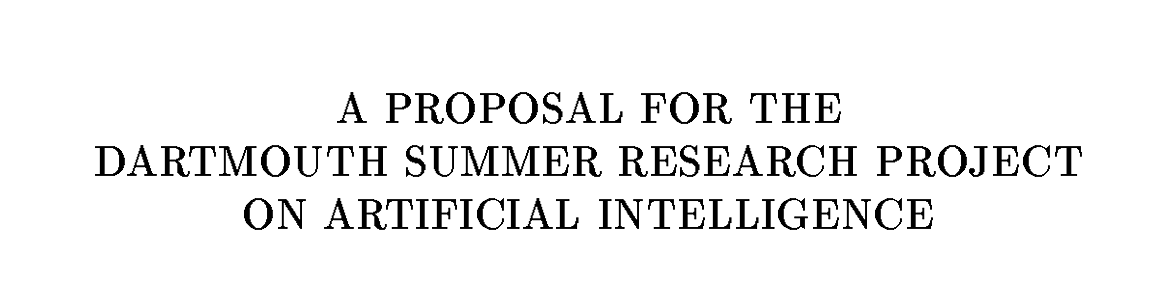 A PROPOSAL FOR THE
DARTMOUTH SUMMER RESEARCH PROJECT
ON ARTIFICIAL INTELLIGENCE